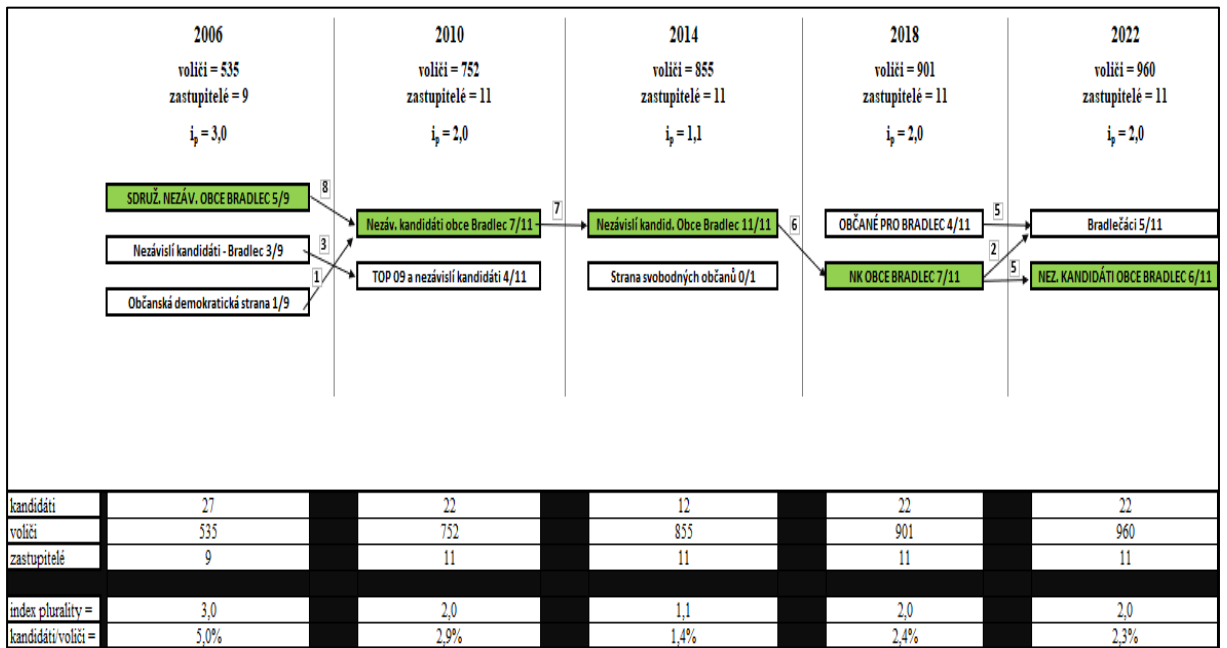 2006 2010 2014 2018 2022
voliči = 535 voliči = 752 voliči = 855 voliči = 901 voliči = 960
zastupitelé = 9 zastupitelé = 11 zastupitelé = 11 zastupitelé = 11 zastupitelé = 11
ip = 3,0 ip = 2,0 ip = 1,1 ip = 2,0 ip = 2,0
SDRUŽ. NEZÁV. OBCE BRADLEC 5/9 8
Nezáv. kandidáti obce Bradlec 7/11 7 Nezávislí kandid. Obce Bradlec 11/11 6 OBČANÉ PRO BRADLEC 4/11 5 Bradlečáci 5/11
Nezávislí kandidáti - Bradlec 3/9 3 2
1 TOP 09 a nezávislí kandidáti 4/11 Strana svobodných občanů 0/1 NK OBCE BRADLEC 7/11 5 NEZ. KANDIDÁTI OBCE BRADLEC 6/11
Občanská demokratická strana 1/9
kandidáti 27 22 12 22 22
voliči 535 752 855 901 960
zastupitelé 9 11 11 11 11
index plurality = 3,0 2,0 1,1 2,0 2,0
kandidáti/voliči = 5,0% 2,9% 1,4% 2,4% 2,3%